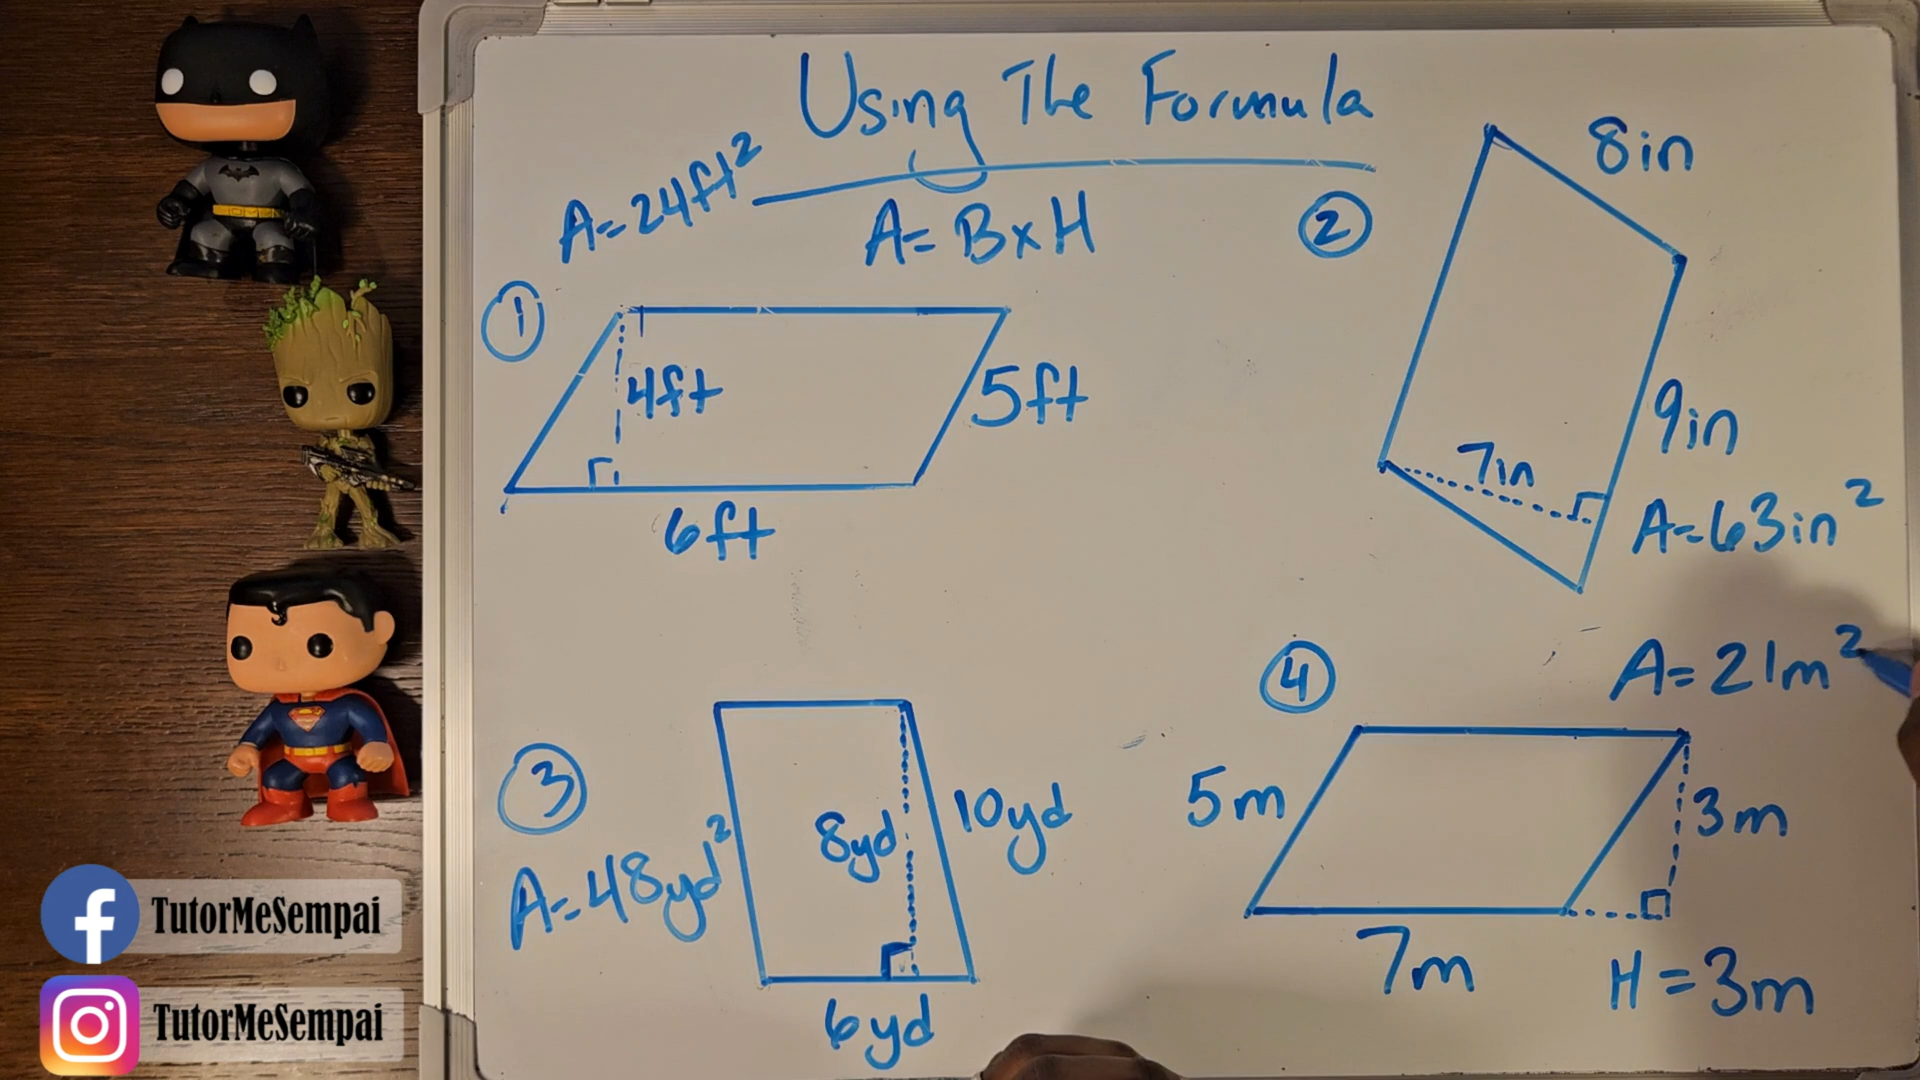 Using The Formula
A = B x H
A = 24ft²
1
4ft
5ft
6ft
2
8in
9in
7in
A = 63in²
3
8yd
10yd
A = 48yd²
6yd
4
A = 21m²
5m
3m
7m
H = 3m
TutorMeSempai
TutorMeSempai